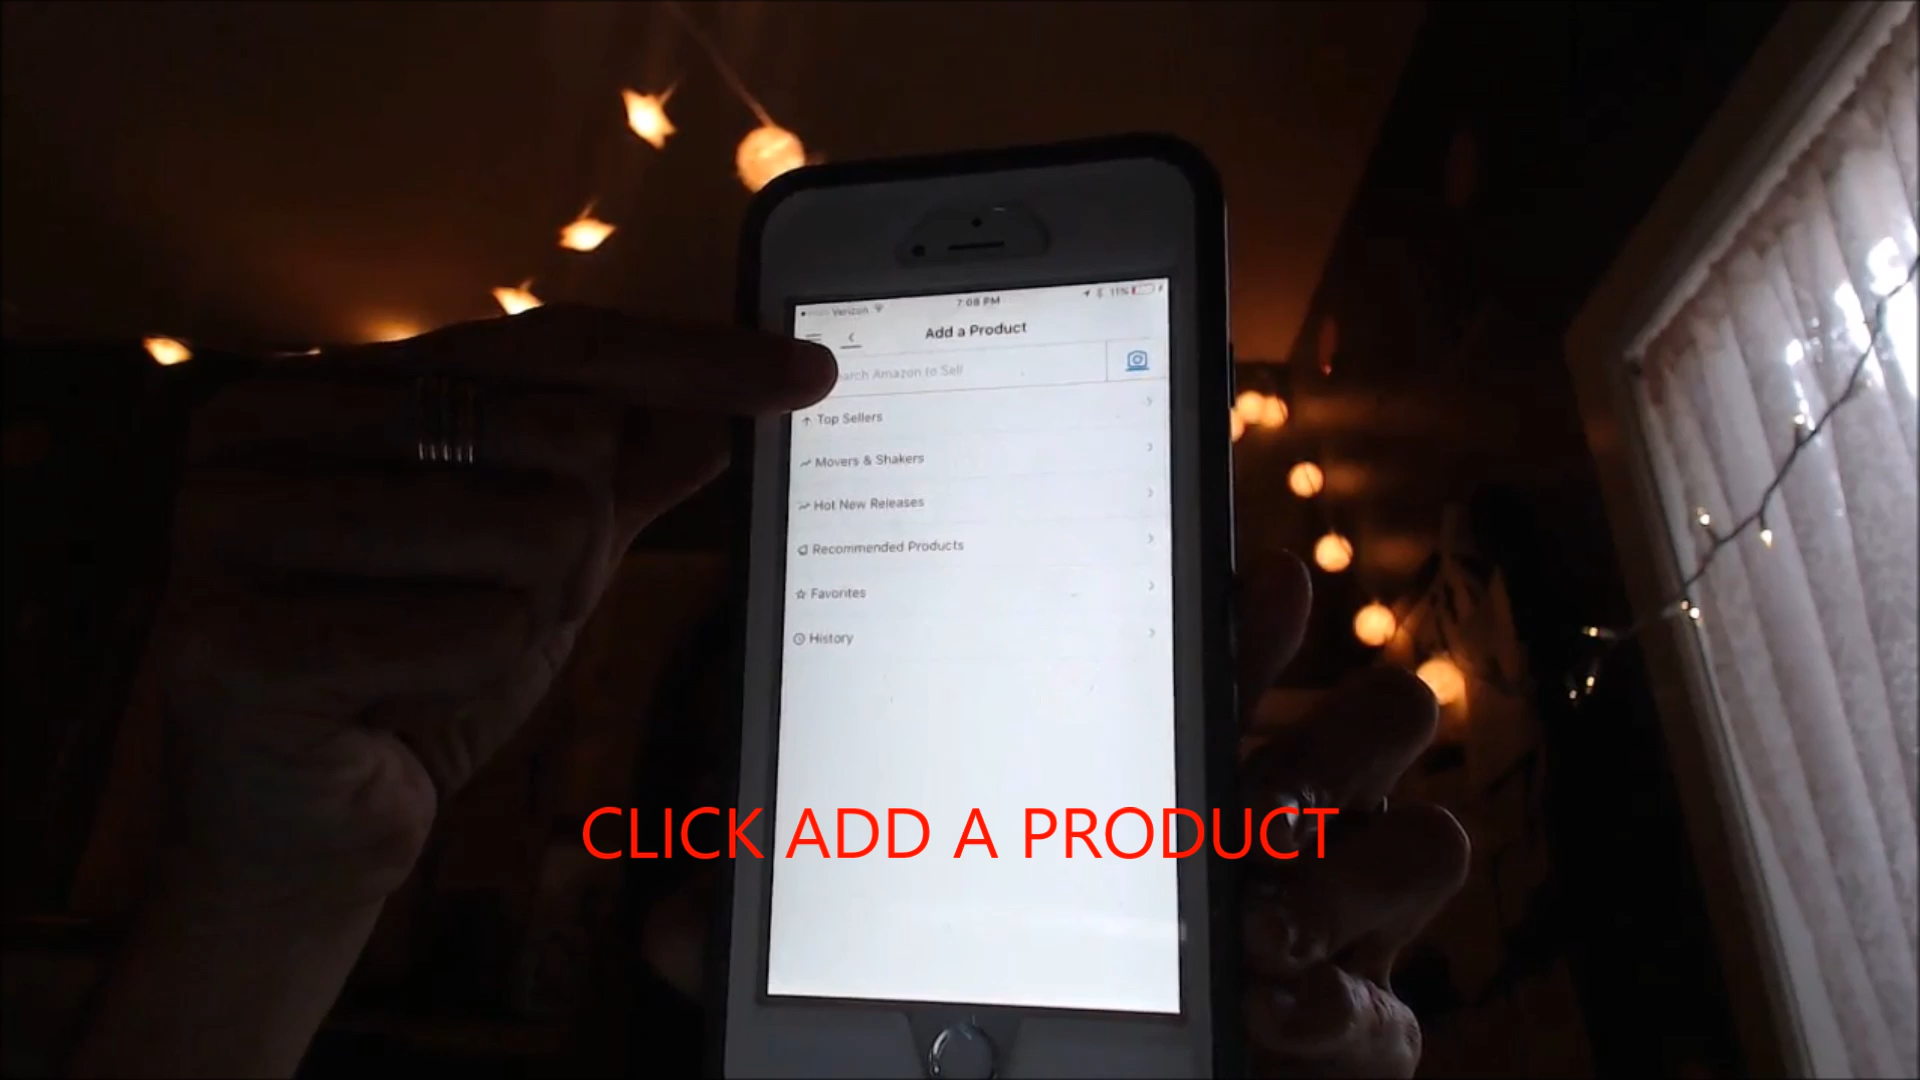 Verizon 7:08 PM 11%
Add a Product
arch Amazon to Sell
Top Sellers
Movers & Shakers
Hot New Releases
Recommended Products
Favorites
History
CLICK ADD A PRODUCT